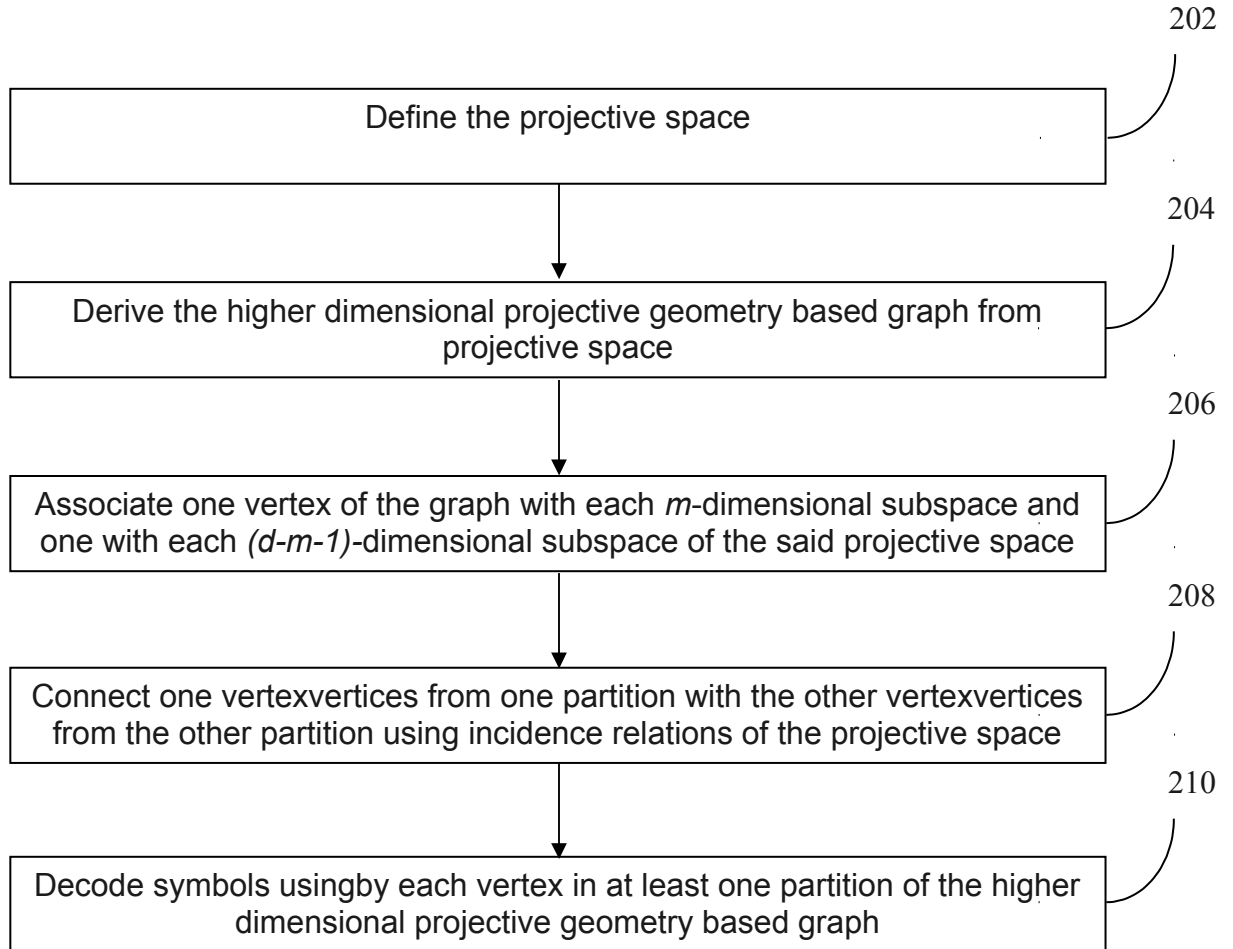 202
Define the projective space
204
Derive the higher dimensional projective geometry based graph from
projective space
206
Associate one vertex of the graph with each m-dimensional subspace and
one with each (d-m-1)-dimensional subspace of the said projective space
208
Connect one vertexvertices from one partition with the other vertexvertices
from the other partition using incidence relations of the projective space
210
Decode symbols usingby each vertex in at least one partition of the higher
dimensional projective geometry based graph